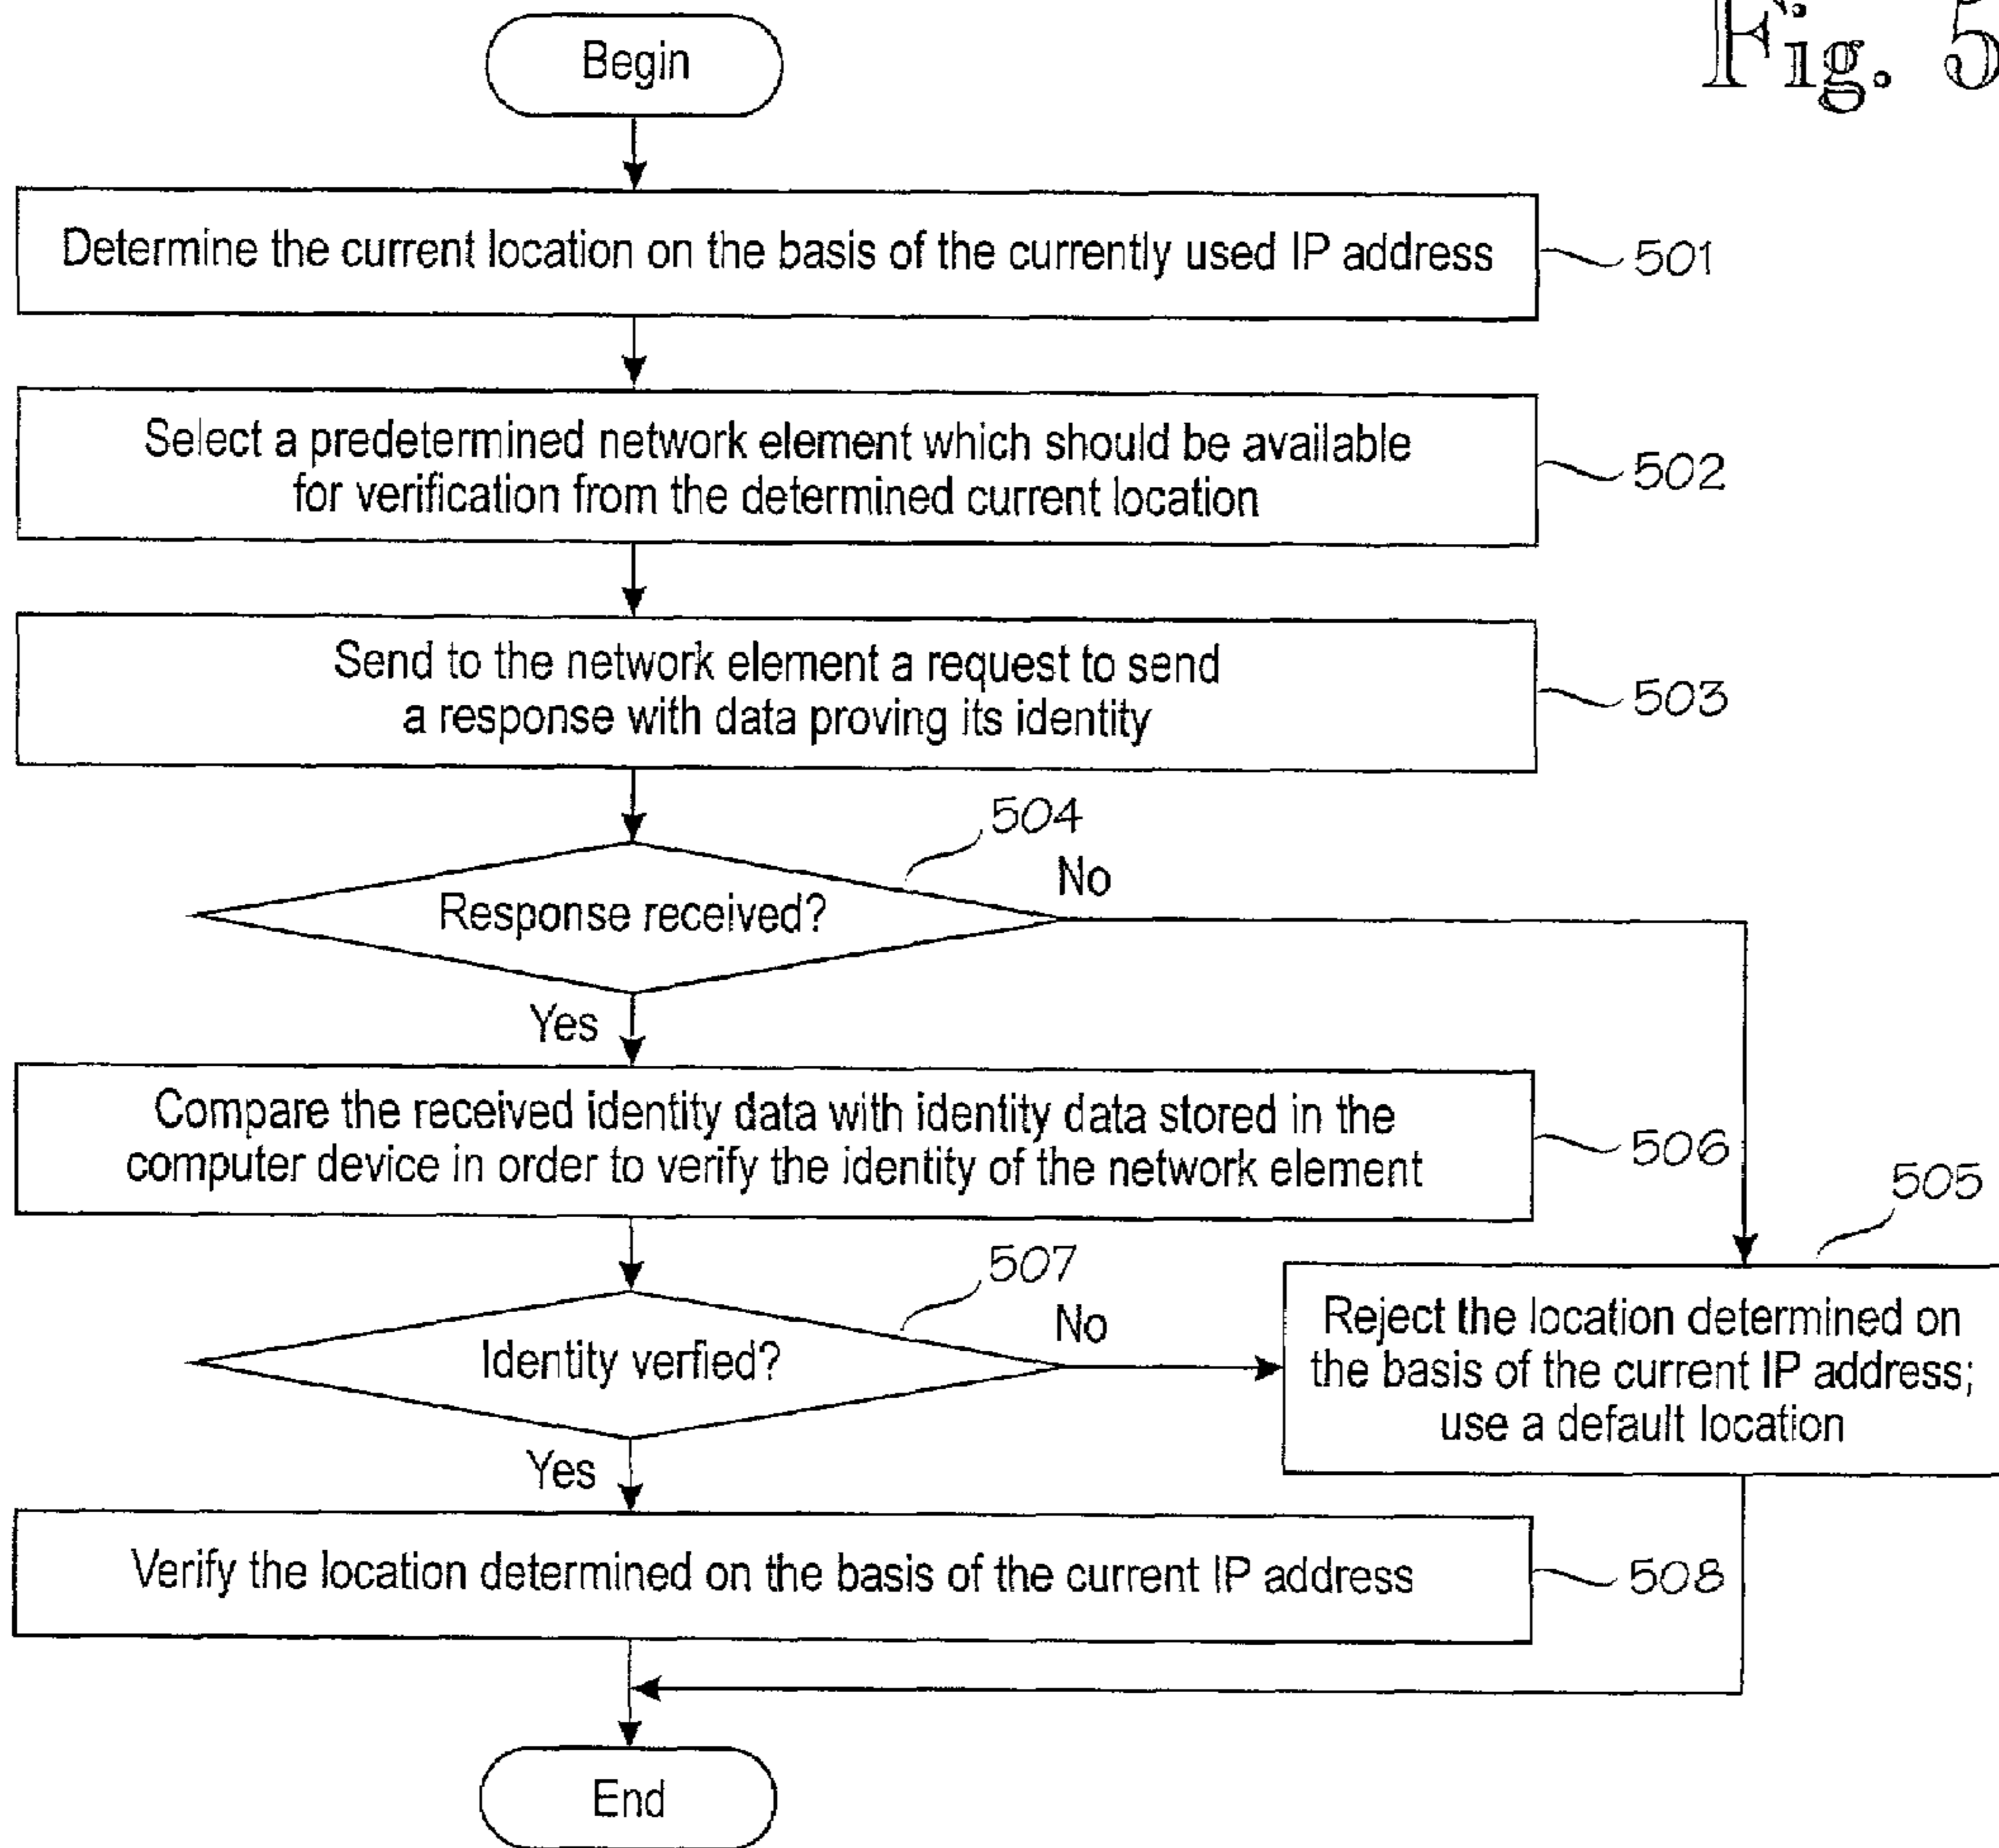 Fig. 5
Begin
Determine the current location on the basis of the currently used IP address
501
Select a predetermined network element which should be available
for verification from the determined current location
502
Send to the network element a request to send
a response with data proving its identity
503
504
Response received?
No
Yes
Compare the received identity data with identity data stored in the
computer device in order to verify the identity of the network element
506
505
507
Identity verfied?
No
Reject the location determined on
the basis of the current IP address;
use a default location
Yes
Verify the location determined on the basis of the current IP address
508
End